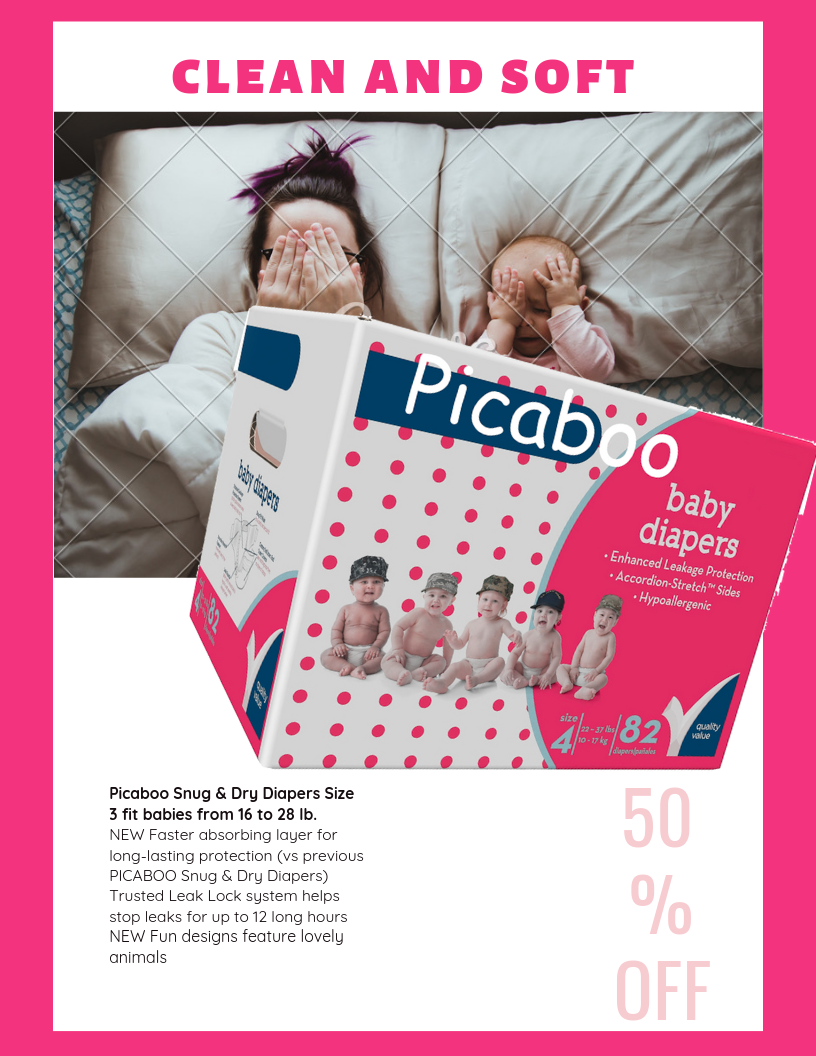 CLEAN AND SOFT
Picaboo
baby
diapers
• Enhanced Leakage Protection
• Accordion-Stretch™ Sides
• Hypoallergenic
baby diapers
size
4
22 - 37 lbs
10 - 17 kg
82
diapers/pañales
quality
value
4
82
quality
value
Picaboo Snug & Dry Diapers Size
3 fit babies from 16 to 28 lb.
NEW Faster absorbing layer for
long-lasting protection (vs previous
PICABOO Snug & Dry Diapers)
Trusted Leak Lock system helps
stop leaks for up to 12 long hours
NEW Fun designs feature lovely
animals
50
%
OFF